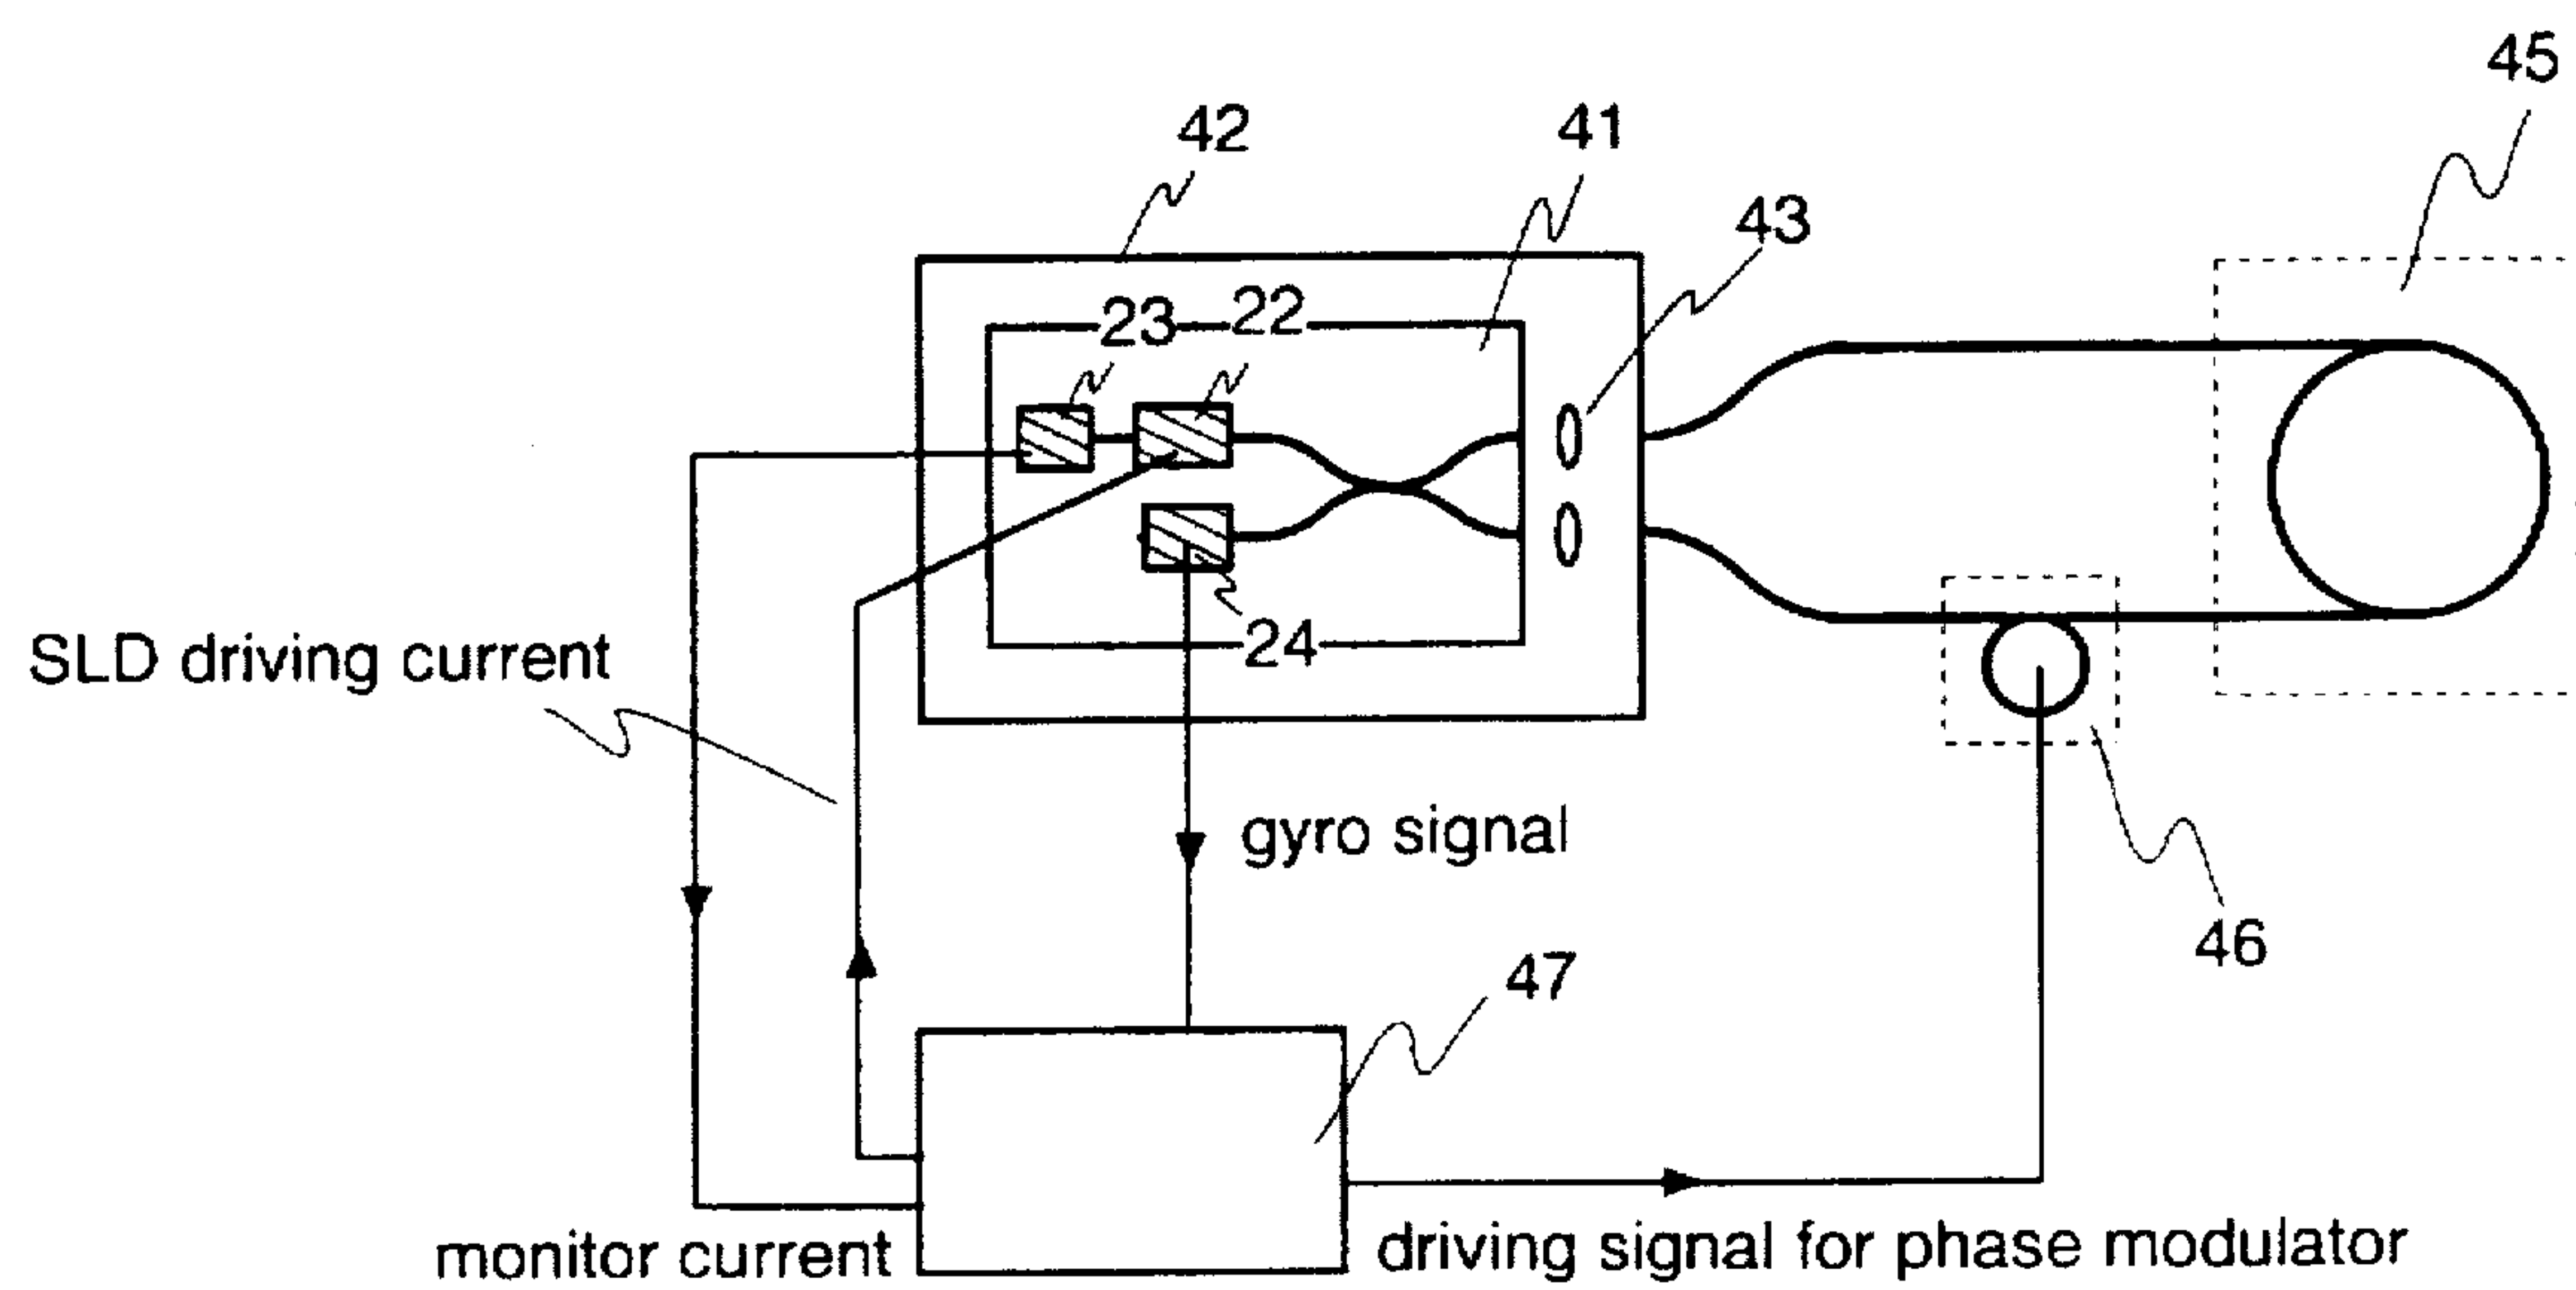 45
42
41
43
23
22
24
SLD driving current
gyro signal
46
47
monitor current
driving signal for phase modulator